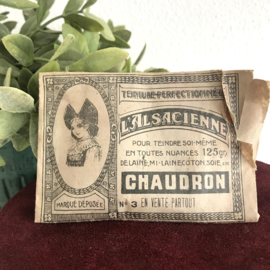 TEINTURE PERFECTIONNÉE
L'ALSACIENNE
POUR TEINDRE SOI-MÊME
EN TOUTES NUANCES 125gr.
DE LAINE, MI-LAINE, COTON, SOIE, etc.
CHAUDRON
N° 3 EN VENTE PARTOUT
MARQUE DÉPOSÉE